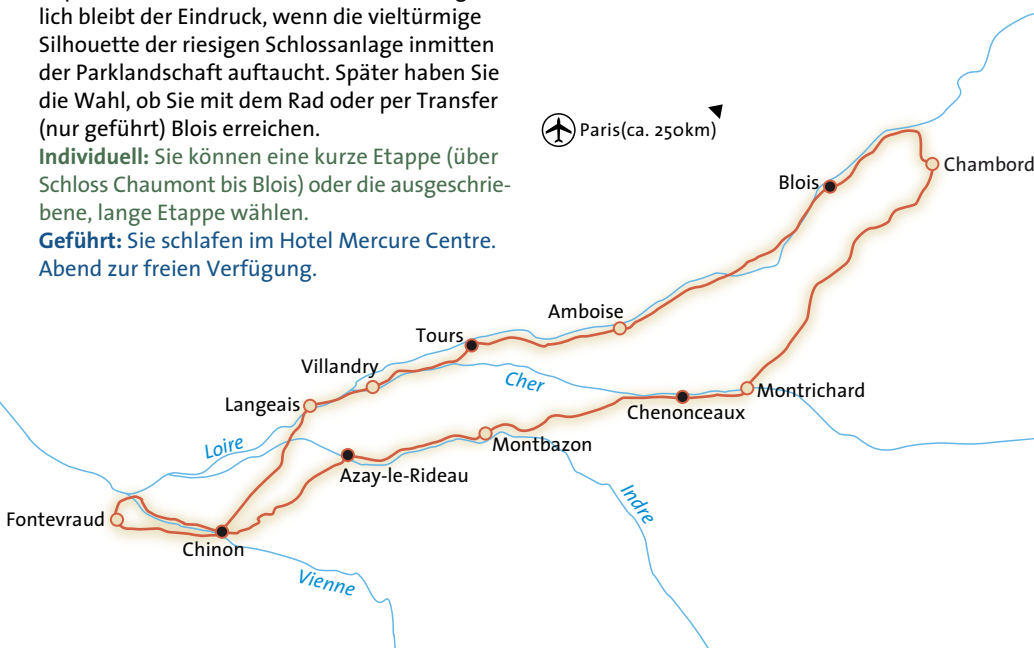 lich bleibt der Eindruck, wenn die vieltürmige
Silhouette der riesigen Schlossanlage inmitten
der Parklandschaft auftaucht. Später haben Sie
die Wahl, ob Sie mit dem Rad oder per Transfer
(nur geführt) Blois erreichen.
Individuell: Sie können eine kurze Etappe (über
Schloss Chaumont bis Blois) oder die ausgeschrie-
bene, lange Etappe wählen.
Geführt: Sie schlafen im Hotel Mercure Centre.
Abend zur freien Verfügung.
Paris(ca. 250km)
Chambord
Blois
Amboise
Tours
Villandry
Cher
Langeais
Montrichard
Chenonceaux
Loire
Montbazon
Azay-le-Rideau
Indre
Fontevraud
Chinon
Vienne